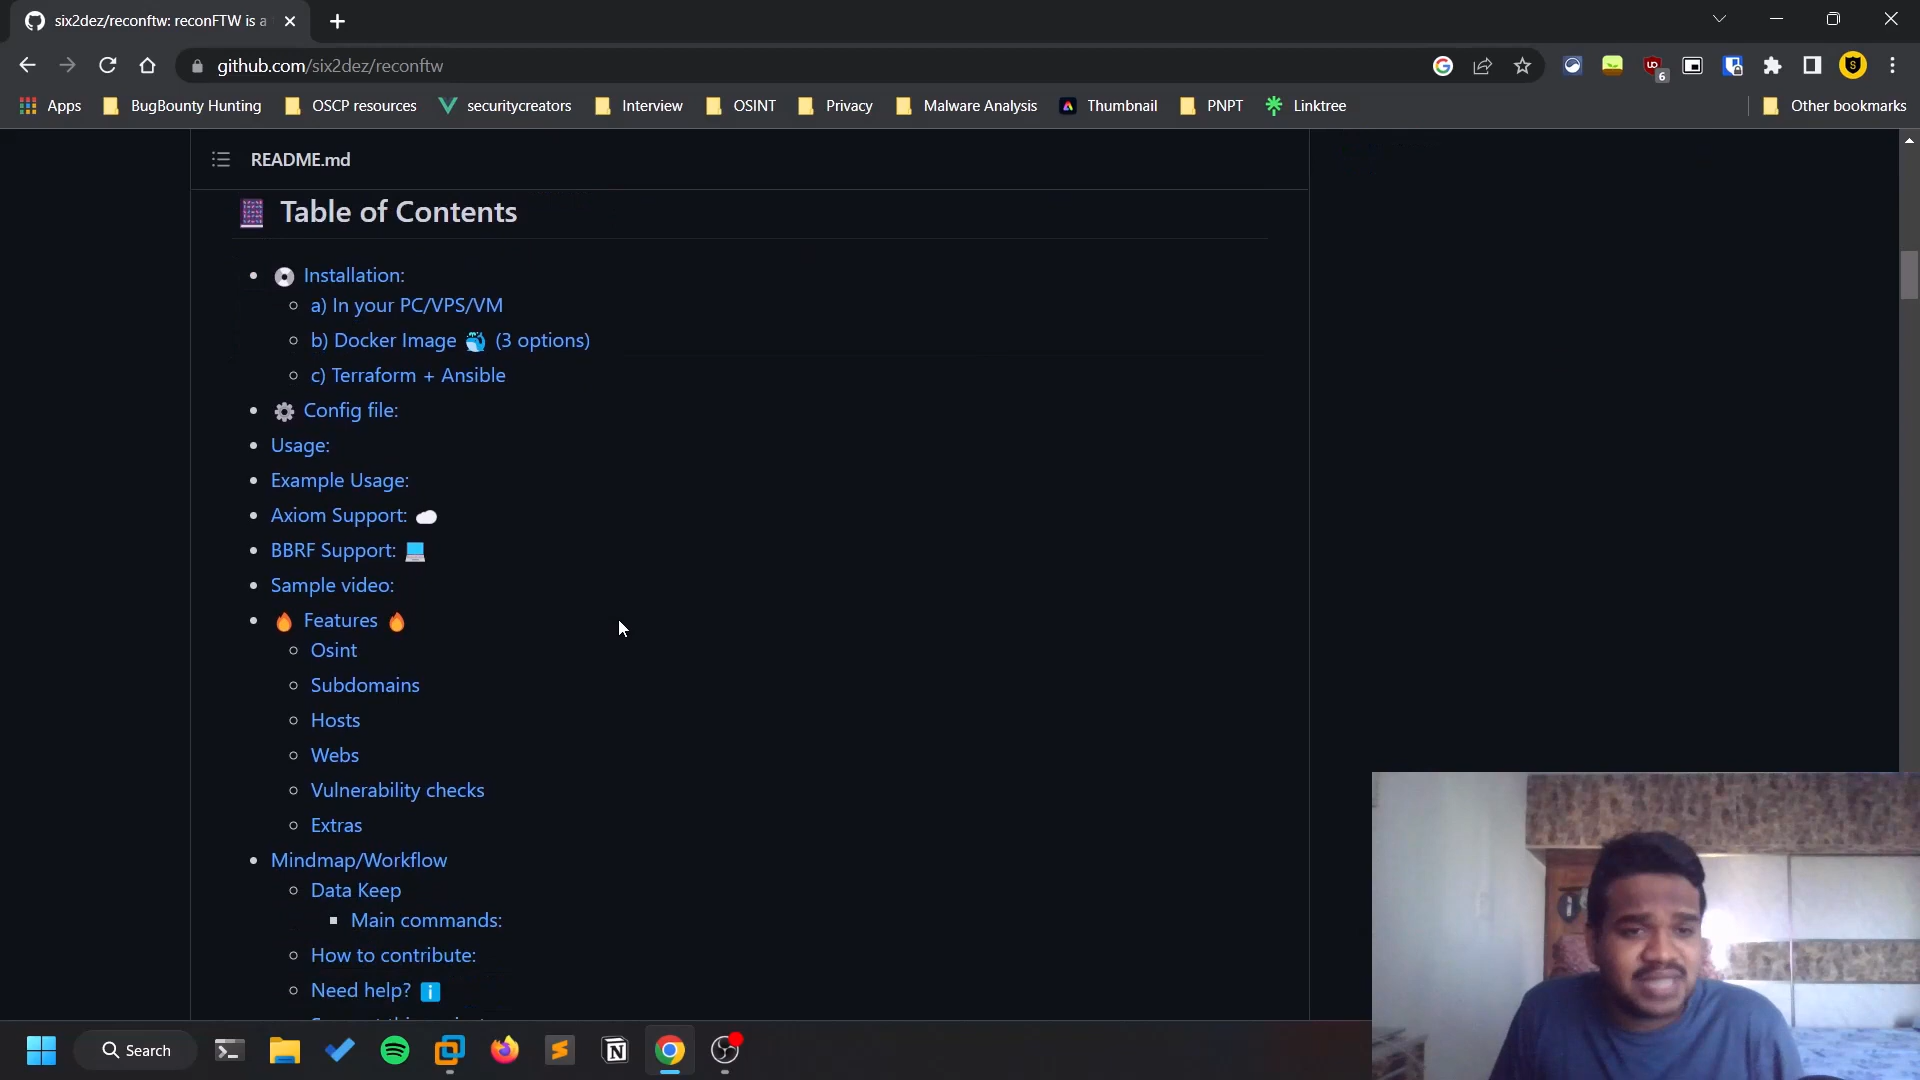 six2dez/reconftw: reconFTW is a
github.com/six2dez/reconftw
6
Apps BugBounty Hunting OSCP resources securitycreators Interview OSINT Privacy Malware Analysis Thumbnail PNPT Linktree Other bookmarks
README.md
Table of Contents
Installation:
a) In your PC/VPS/VM
b) Docker Image (3 options)
c) Terraform + Ansible
Config file:
Usage:
Example Usage:
Axiom Support:
BBRF Support:
Sample video:
Features
Osint
Subdomains
Hosts
Webs
Vulnerability checks
Extras
Mindmap/Workflow
Data Keep
Main commands:
How to contribute:
Need help?
Search